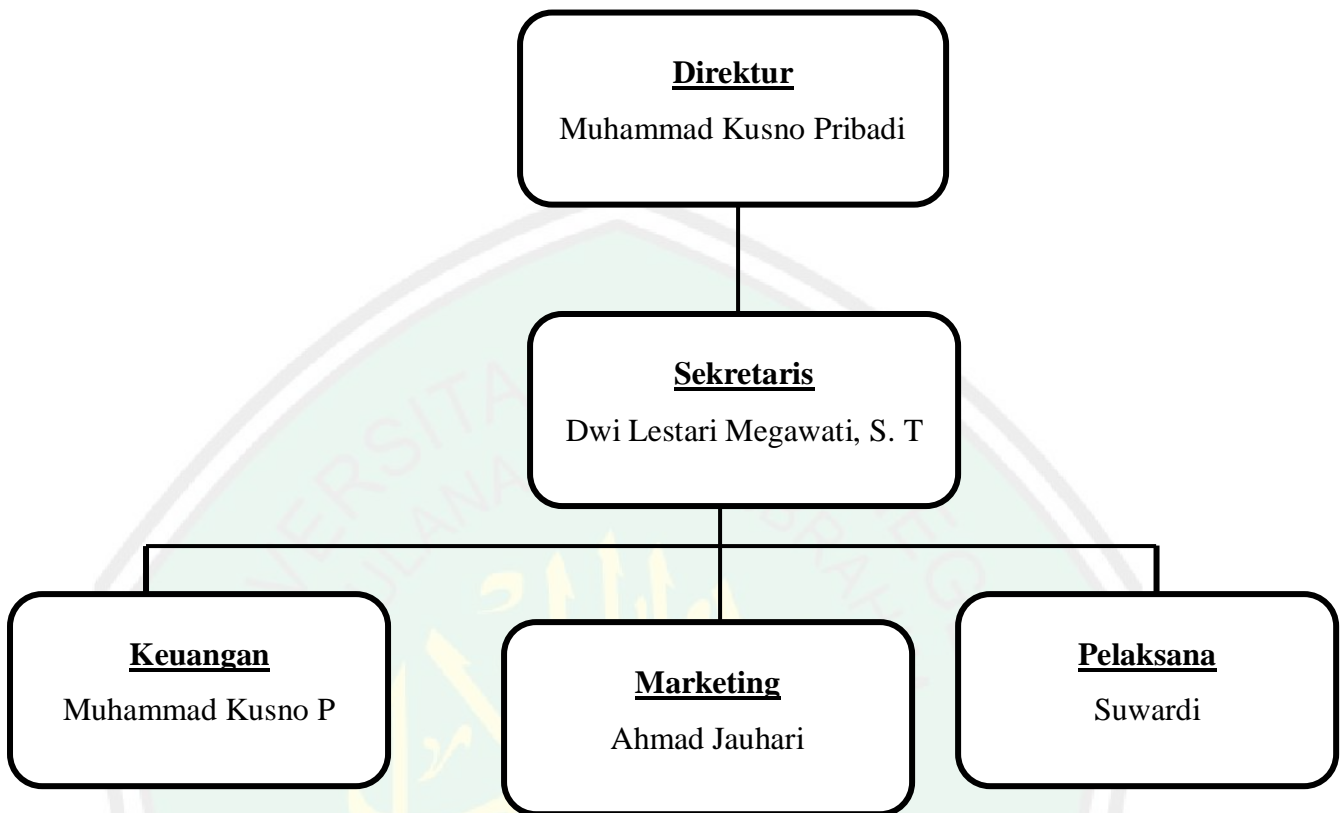 Direktur
Muhammad Kusno Pribadi
Sekretaris
Dwi Lestari Megawati, S. T
Keuangan
Muhammad Kusno P
Marketing
Ahmad Jauhari
Pelaksana
Suwardi